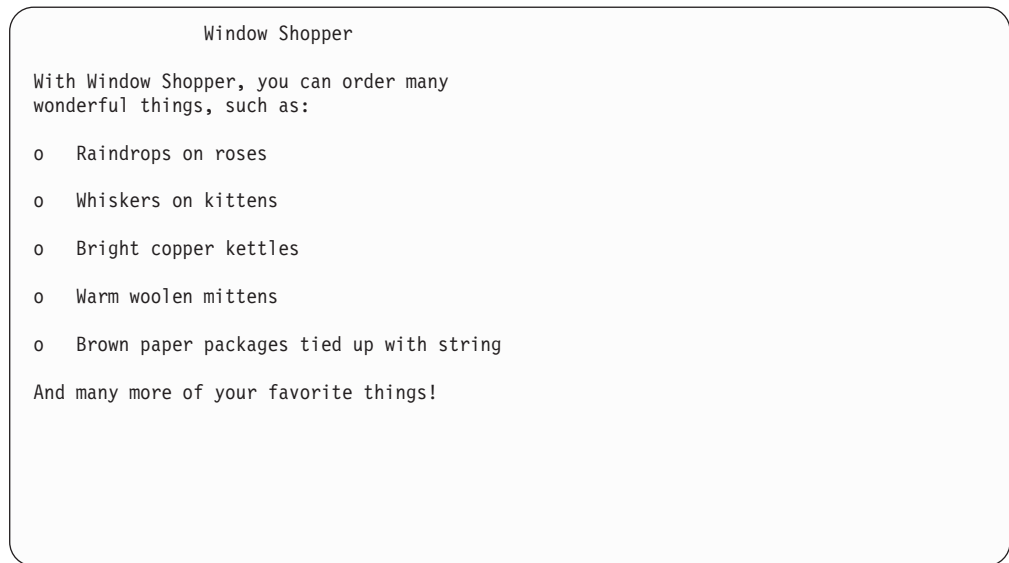 Window Shopper
With Window Shopper, you can order many
wonderful things, such as:
o Raindrops on roses
o Whiskers on kittens
o Bright copper kettles
o Warm woolen mittens
o Brown paper packages tied up with string
And many more of your favorite things!